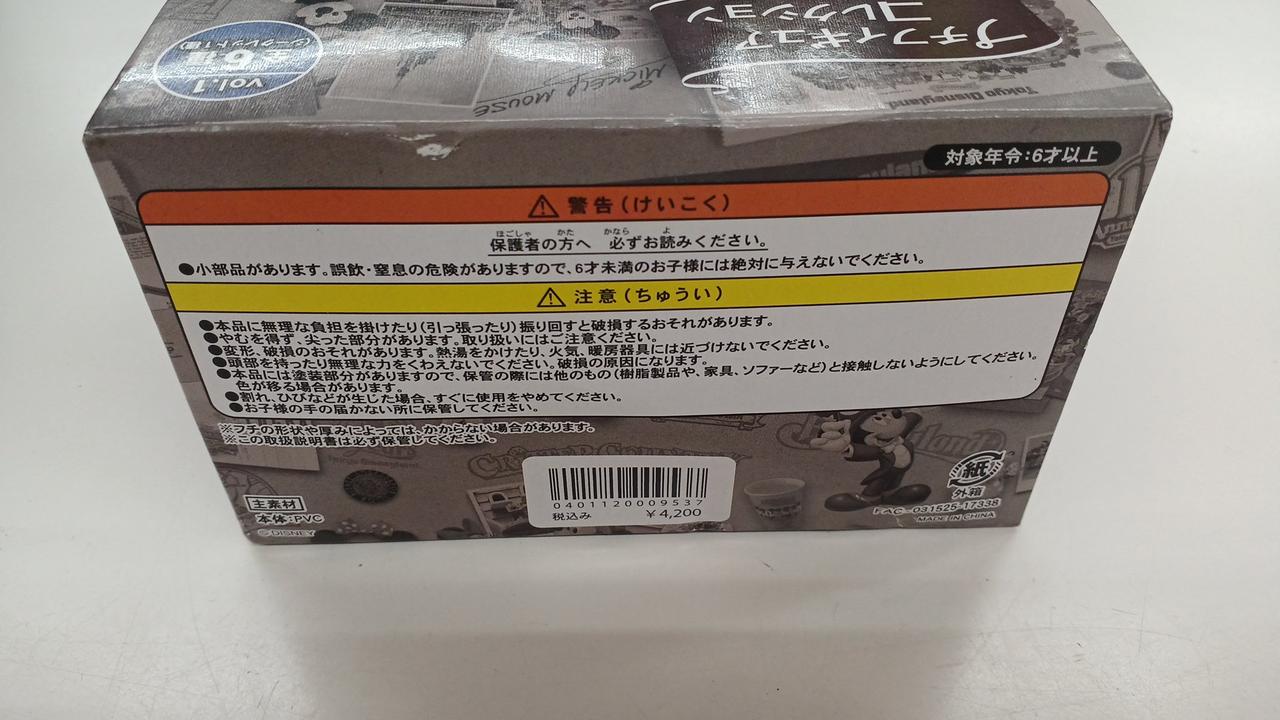 プチフィギュア
コレクション
Tokyo Disneyland
MICKEY MOUSE
vol.1
全6種
対象年令:6才以上
⚠ 警告(けいこく)
保護者の方へ 必ずお読みください。
●小部品があります。誤飲・窒息の危険がありますので、6才未満のお子様には絶対に与えないでください。
⚠ 注意(ちゅうい)
●本品に無理な負担を掛けたり(引っ張ったり)振り回すと破損するおそれがあります。
●やむを得ず、尖った部分があります。取り扱いにはご注意ください。
●変形、破損のおそれがあります。熱湯をかけたり、火気、暖房器具には近づけないでください。
●頭部を持ったり無理な力をくわえないでください。破損の原因になります。
●本品には塗装部分がありますので、保管の際には他のもの(樹脂製品や、家具、ソファーなど)と接触しないようにしてください。
色が移る場合があります。
●割れ、ひびなどが生じた場合、すぐに使用をやめてください。
●お子様の手の届かない所に保管してください。
※フチの形状や厚みによっては、かからない場合があります。
※この取扱説明書は必ず保管してください。
主素材
本体:PVC
©DISNEY
0401120009537
税込み ¥4,200
紙
外箱
FAC-031525-17338
MADE IN CHINA